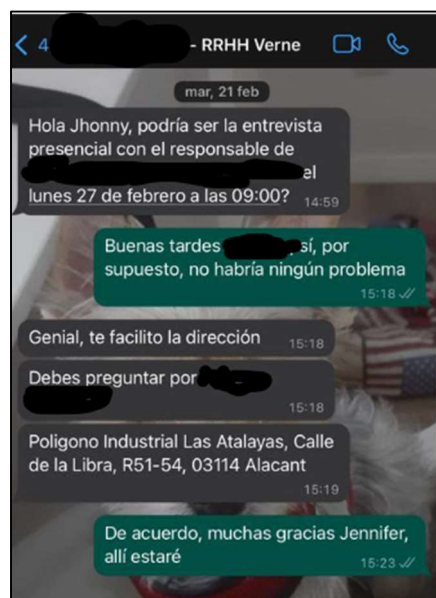 4
- RRHH Verne
mar, 21 feb
Hola Jhonny, podría ser la entrevista
presencial con el responsable de
el
lunes 27 de febrero a las 09:00?
14:59
Buenas tardes , sí, por
supuesto, no habría ningún problema
15:18
Genial, te facilito la dirección
15:18
Debes preguntar por
15:18
Poligono Industrial Las Atalayas, Calle
de la Libra, R51-54, 03114 Alacant
15:19
De acuerdo, muchas gracias Jennifer,
allí estaré
15:23